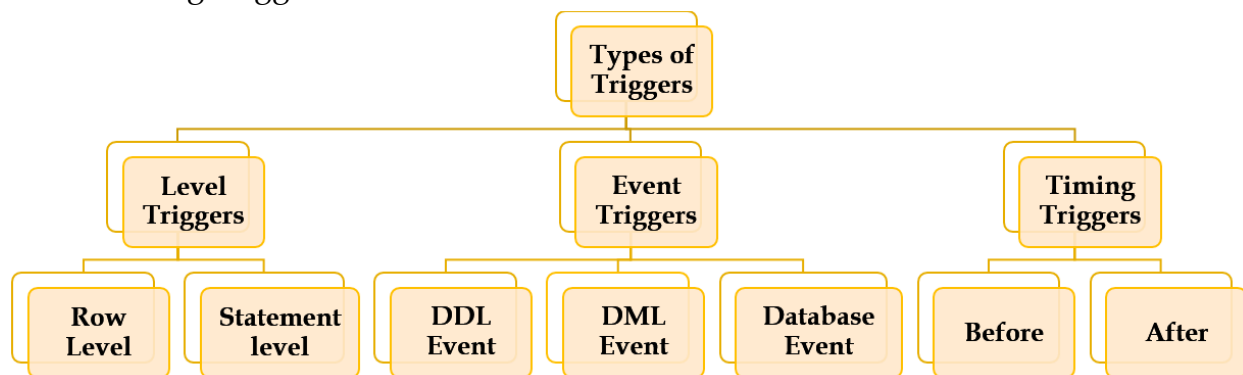 Types of
Triggers
Level
Triggers
Event
Triggers
Timing
Triggers
Row
Level
Statement
level
DDL
Event
DML
Event
Database
Event
Before
After